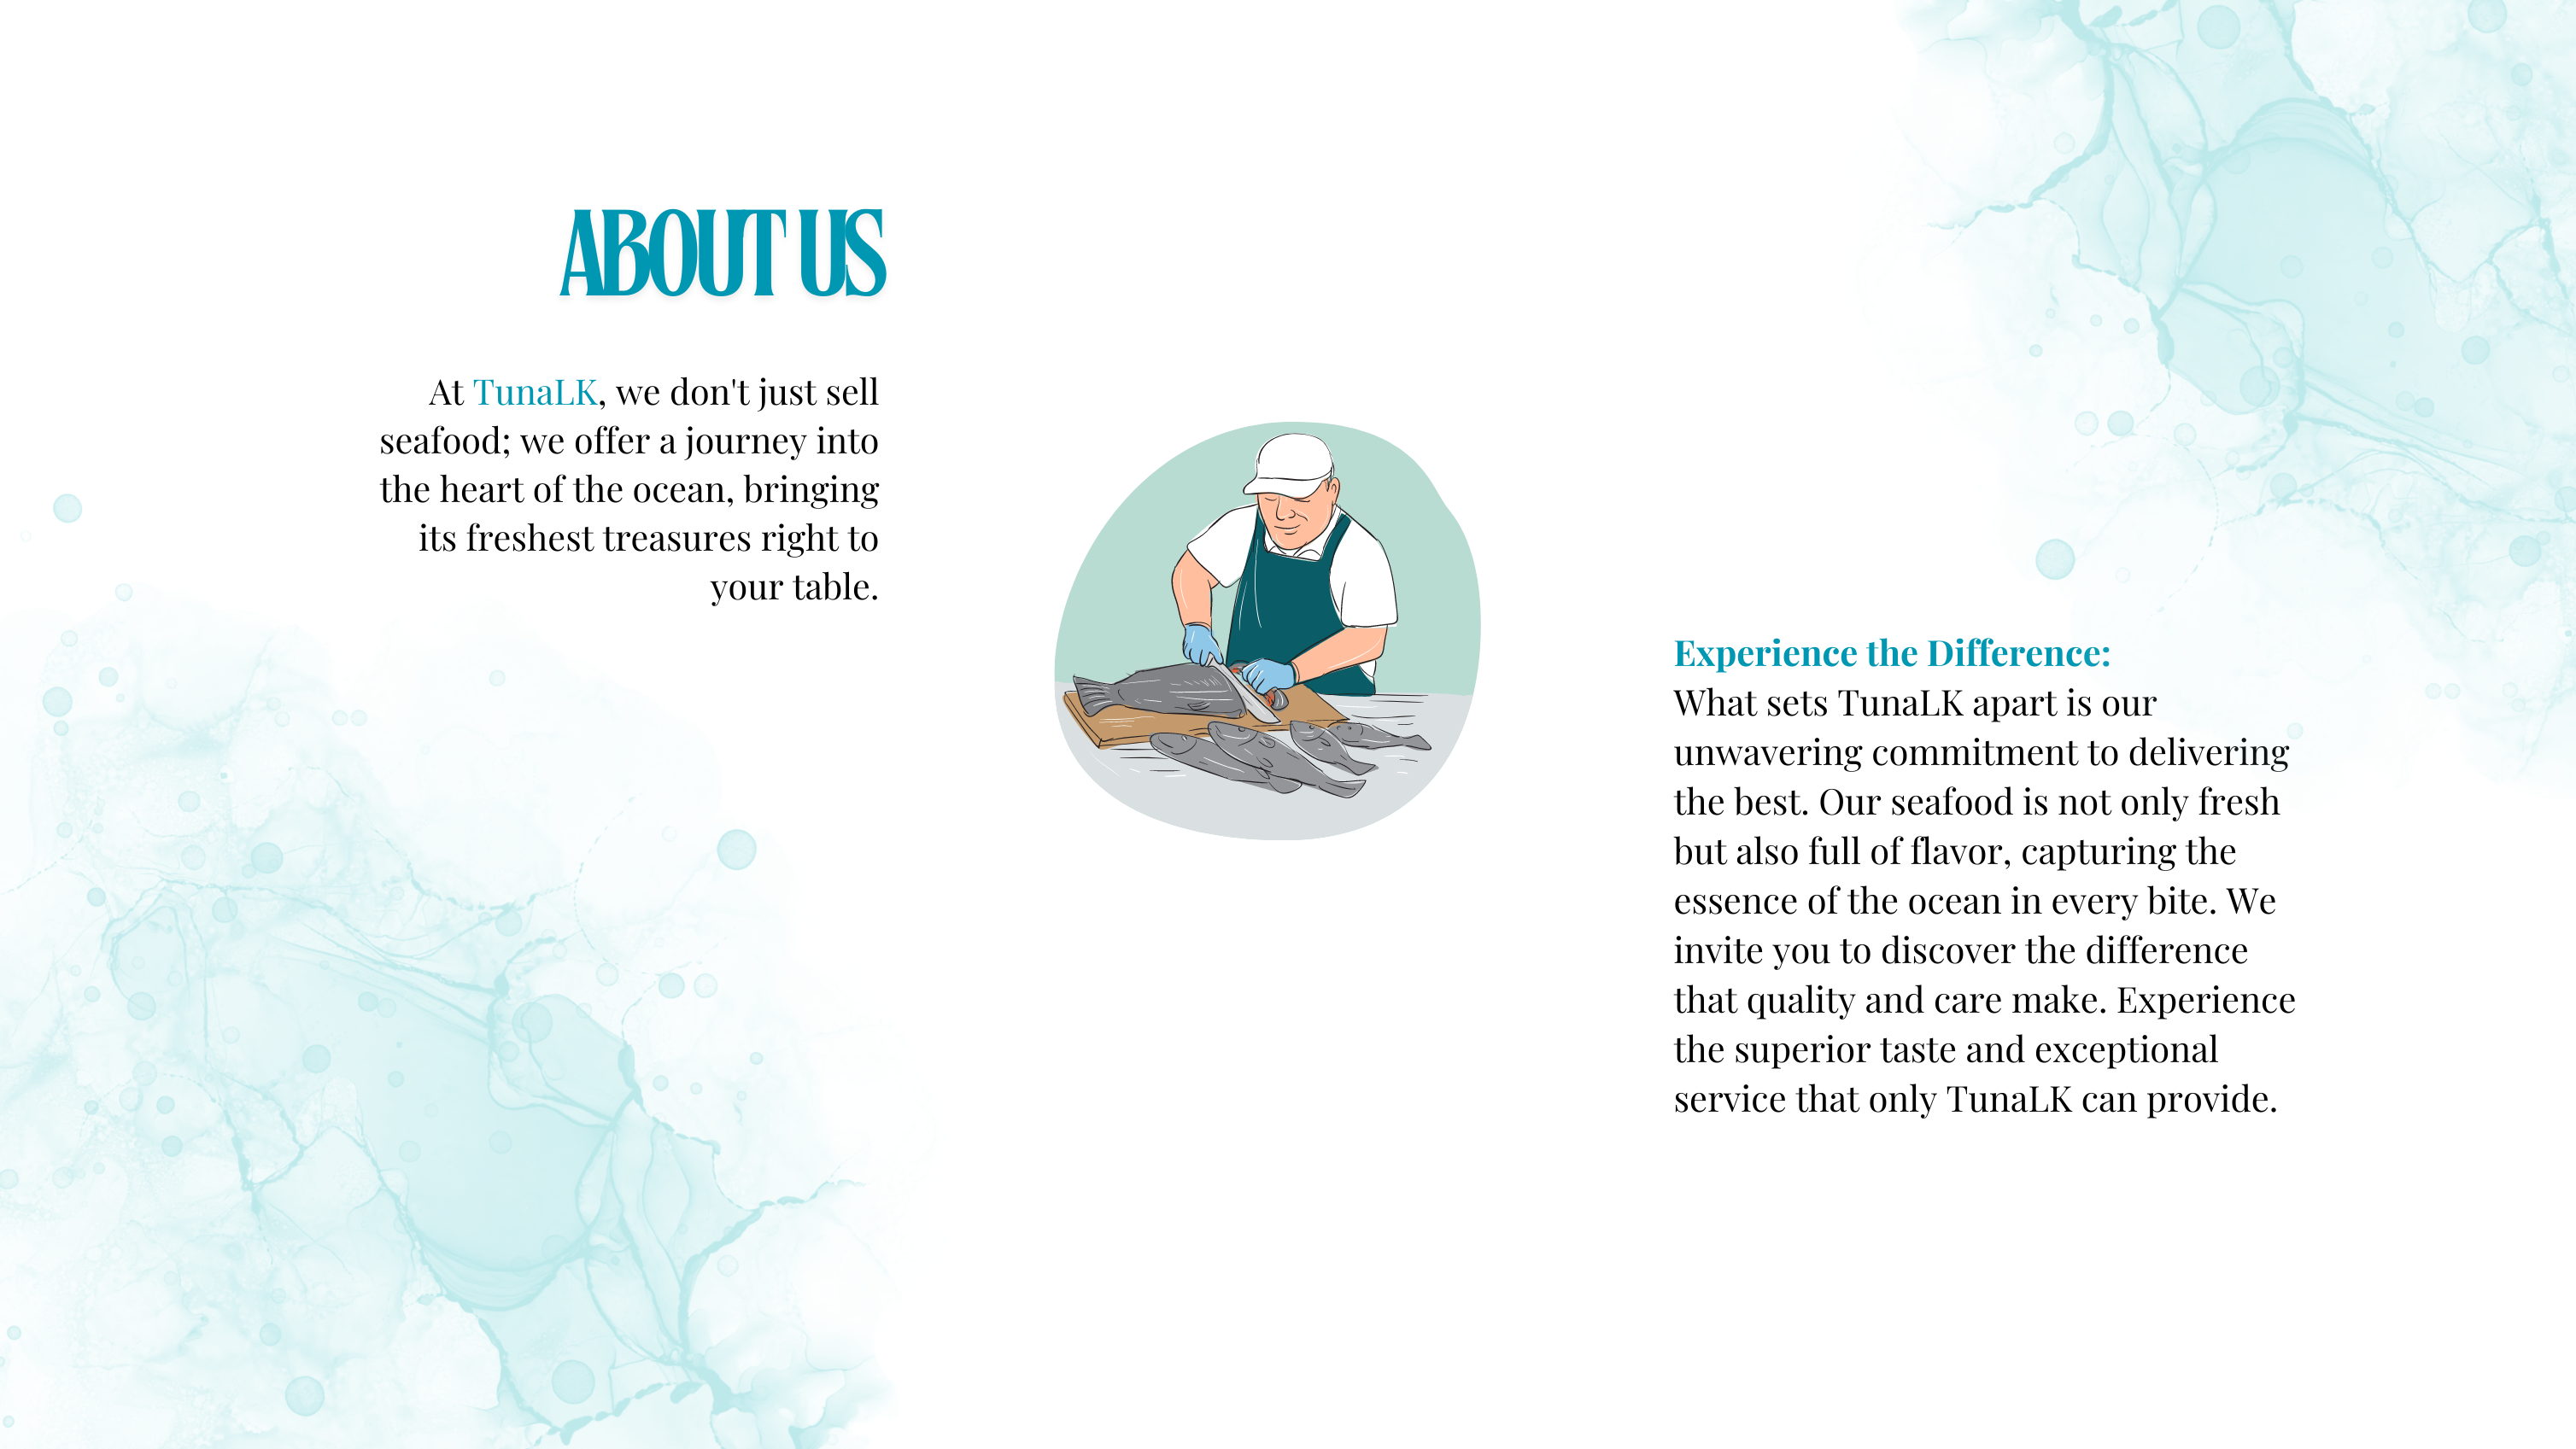 ABOUT US
At TunaLK, we don't just sell
seafood; we offer a journey into
the heart of the ocean, bringing
its freshest treasures right to
your table.
Experience the Difference:
What sets TunaLK apart is our
unwavering commitment to delivering
the best. Our seafood is not only fresh
but also full of flavor, capturing the
essence of the ocean in every bite. We
invite you to discover the difference
that quality and care make. Experience
the superior taste and exceptional
service that only TunaLK can provide.